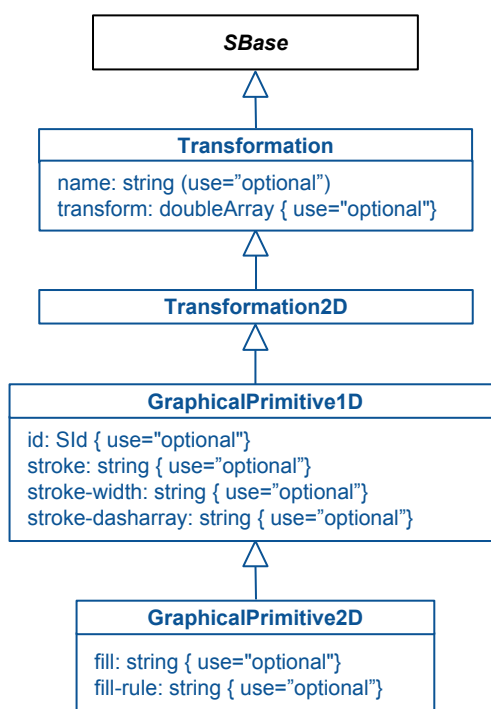 SBase
Transformation
name: string (use=”optional”)
transform: doubleArray { use="optional"}
Transformation2D
GraphicalPrimitive1D
id: SId { use="optional"}
stroke: string { use=”optional”}
stroke-width: string { use=”optional”}
stroke-dasharray: string { use=”optional”}
GraphicalPrimitive2D
fill: string { use="optional"}
fill-rule: string { use=”optional”}